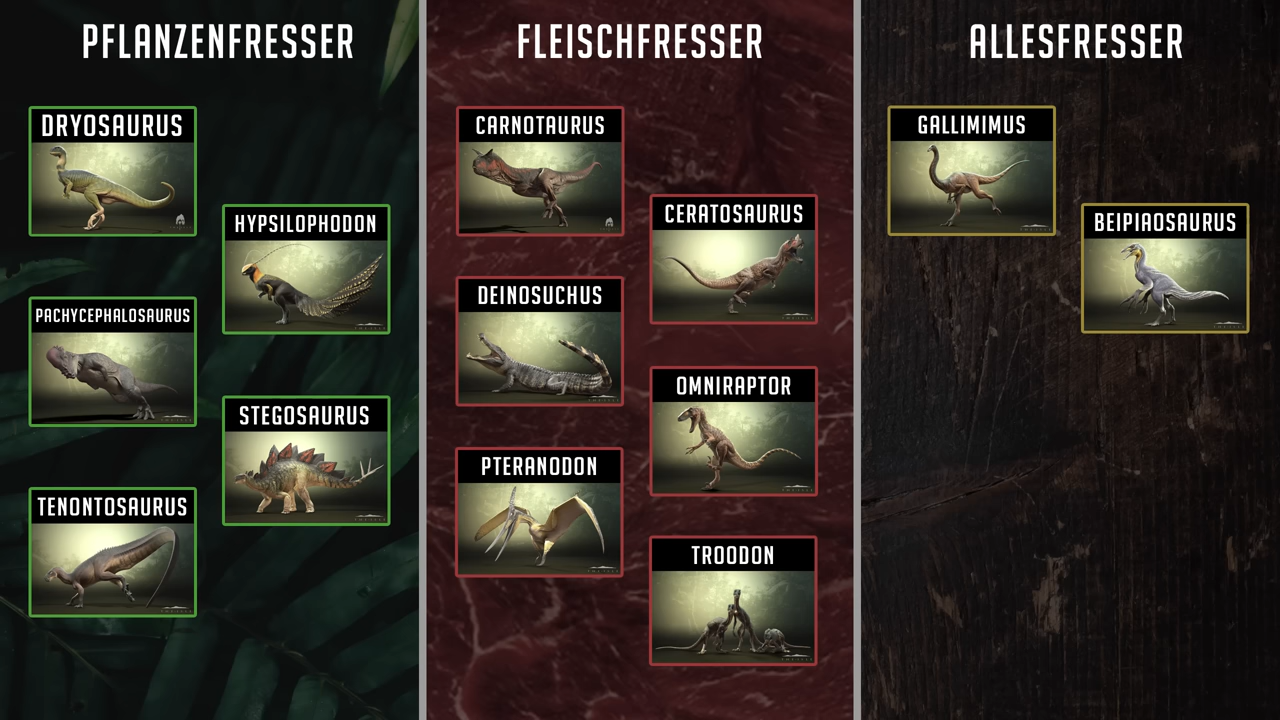 PFLANZENFRESSER
DRYOSAURUS
HYPSILOPHODON
PACHYCEPHALOSAURUS
STEGOSAURUS
TENONTOSAURUS
FLEISCHFRESSER
CARNOTAURUS
CERATOSAURUS
DEINOSUCHUS
OMNIRAPTOR
PTERANODON
TROODON
ALLESFRESSER
GALLIMIMUS
BEIPIAOSAURUS